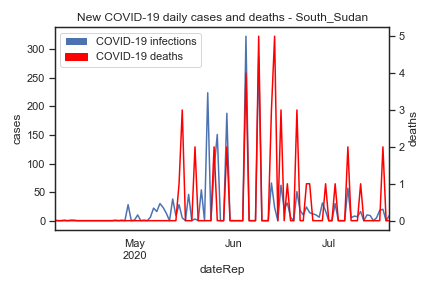 New COVID-19 daily cases and deaths - South_Sudan
COVID-19 infections
COVID-19 deaths
300
250
200
150
100
50
0
cases
5
4
3
2
1
0
deaths
May
2020
Jun
Jul
dateRep